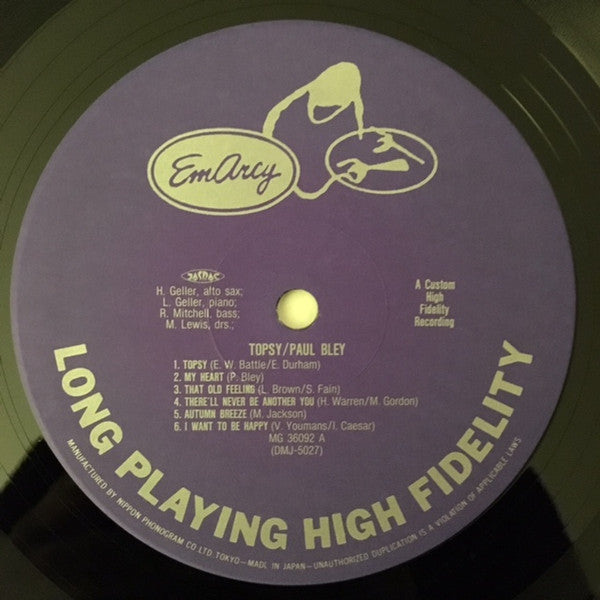 EmArcy
JASRAC
H. Geller, alto sax;
L. Geller, piano;
R. Mitchell, bass;
M. Lewis, drs.;
A Custom
High
Fidelity
Recording
TOPSY/PAUL BLEY
1. TOPSY (E. W. Battie/E. Durham)
2. MY HEART (P. Bley)
3. THAT OLD FEELING (L. Brown/S. Fain)
4. THERE'LL NEVER BE ANOTHER YOU (H. Warren/M. Gordon)
5. AUTUMN BREEZE (M. Jackson)
6. I WANT TO BE HAPPY (V. Youmans/I. Caesar)
MG 36092 A
(DMJ-5027)
LONG PLAYING HIGH FIDELITY
MANUFACTURED BY NIPPON PHONOGRAM CO LTD. TOKYO—MADE IN JAPAN—UNAUTHORIZED DUPLICATION IS A VIOLATION OF APPLICABLE LAWS